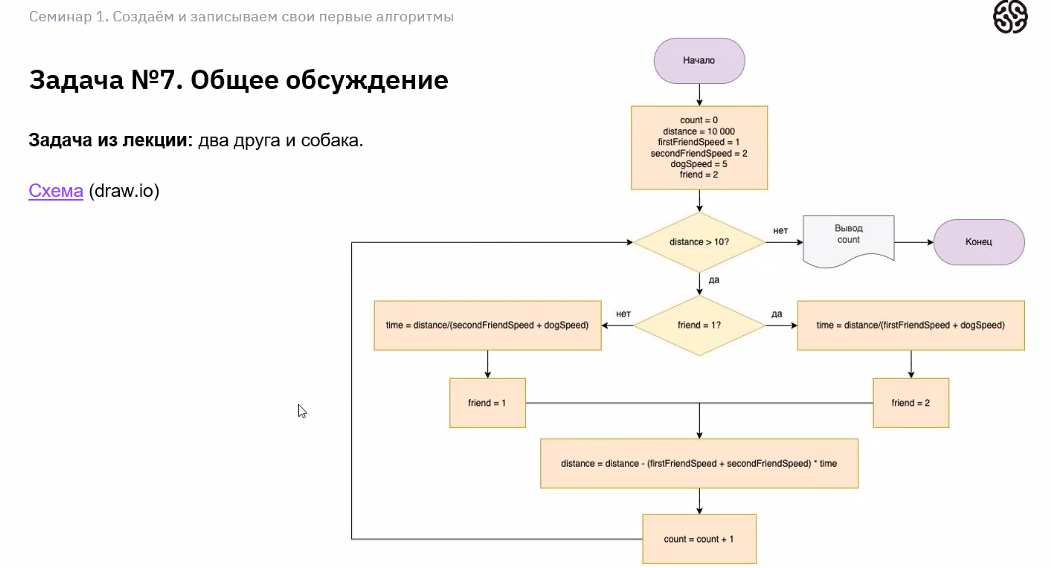 Семинар 1. Создаём и записываем свои первые алгоритмы
Задача №7. Общее обсуждение
Задача из лекции: два друга и собака.
Схема (draw.io)
Начало
count = 0
distance = 10 000
firstFriendSpeed = 1
secondFriendSpeed = 2
dogSpeed = 5
friend = 2
distance > 10?
нет
Вывод
count
Конец
да
friend = 1?
нет
да
time = distance/(secondFriendSpeed + dogSpeed)
time = distance/(firstFriendSpeed + dogSpeed)
friend = 1
friend = 2
distance = distance - (firstFriendSpeed + secondFriendSpeed) * time
count = count + 1